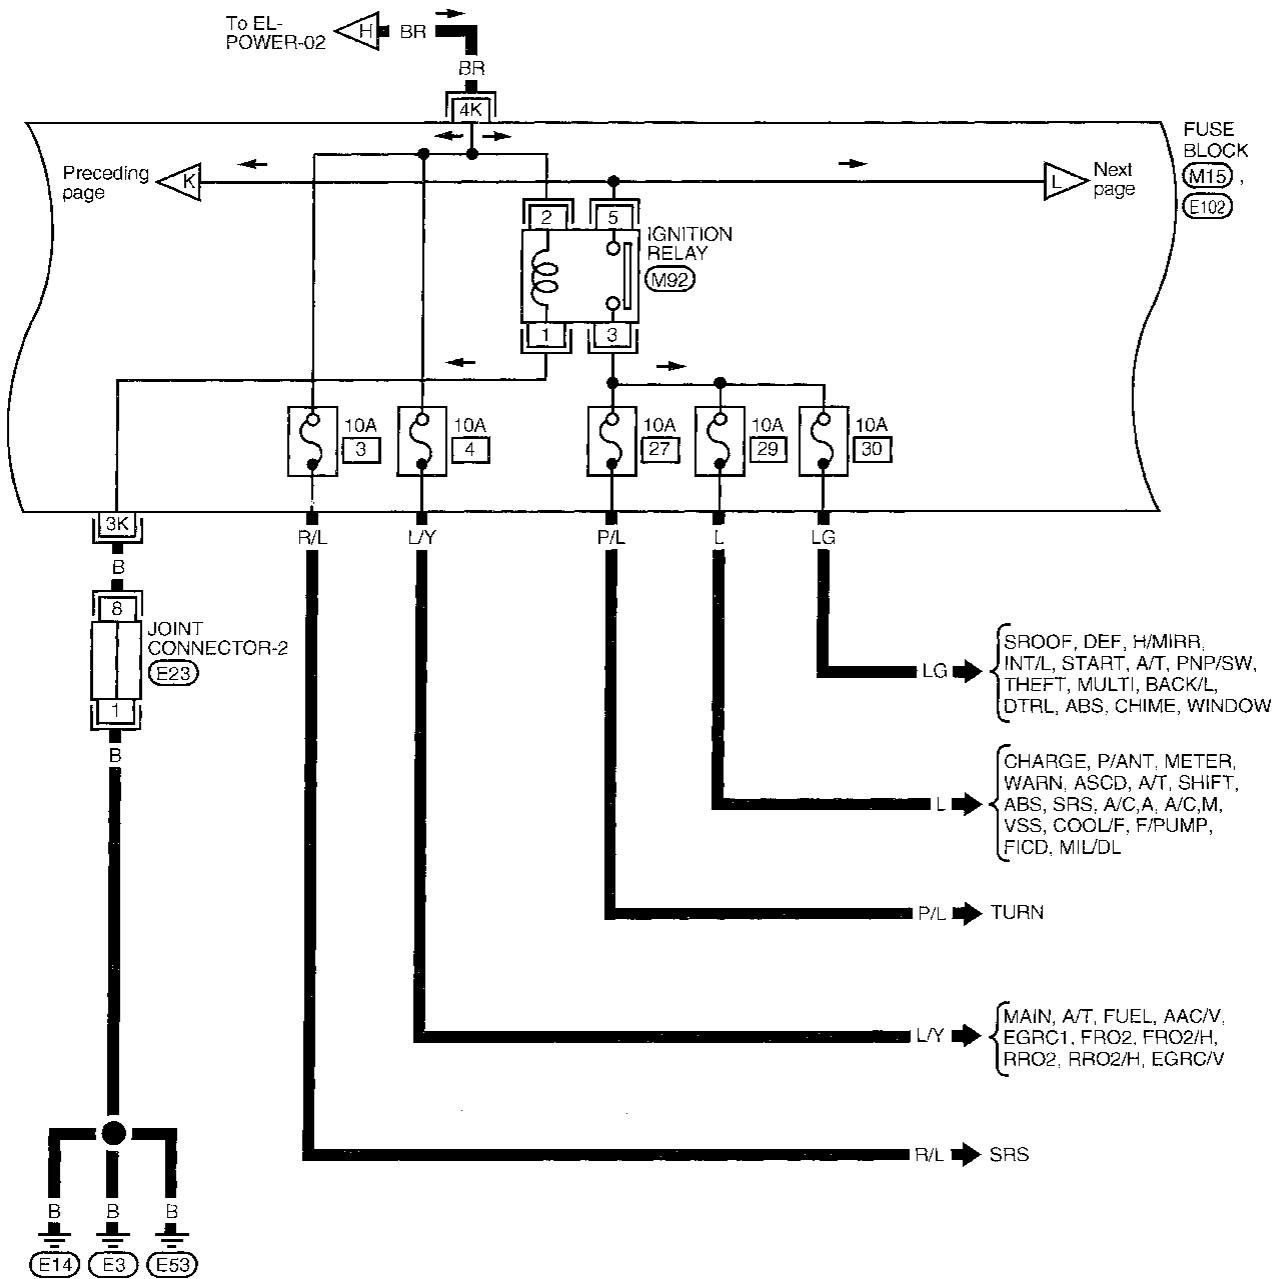 To EL-
POWER-02
H
BR
BR
4K
FUSE
BLOCK
M15 ,
E102
Preceding
page
K
L
Next
page
2
5
IGNITION
RELAY
M92
1
3
10A
3
10A
4
10A
27
10A
29
10A
30
3K
R/L
L/Y
P/L
L
LG
B
8
JOINT
CONNECTOR-2
E23
1
B
LG
SROOF, DEF, H/MIRR,
INT/L, START, A/T, PNP/SW,
THEFT, MULTI, BACK/L,
DTRL, ABS, CHIME, WINDOW
L
CHARGE, P/ANT, METER,
WARN, ASCD, A/T, SHIFT,
ABS, SRS, A/C,A, A/C,M,
VSS, COOL/F, F/PUMP,
FICD, MIL/DL
P/L
TURN
L/Y
MAIN, A/T, FUEL, AAC/V,
EGRC1, FRO2, FRO2/H,
RRO2, RRO2/H, EGRC/V
R/L
SRS
B
B
B
E14
E3
E53